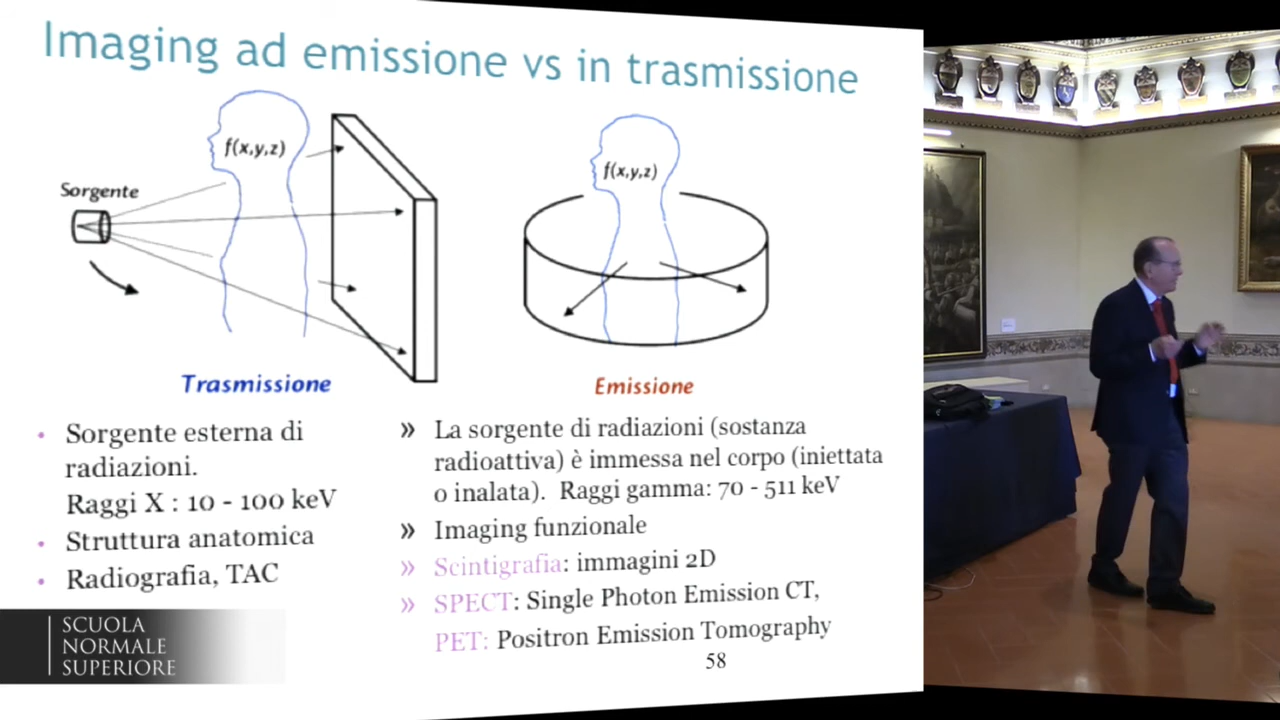 Imaging ad emissione vs in trasmissione
f(x,y,z)
Sorgente
f(x,y,z)
Trasmissione
Emissione
• Sorgente esterna di
radiazioni.
Raggi X : 10 - 100 keV
• Struttura anatomica
• Radiografia, TAC
» La sorgente di radiazioni (sostanza
radioattiva) è immessa nel corpo (iniettata
o inalata). Raggi gamma: 70 - 511 keV
» Imaging funzionale
» Scintigrafia: immagini 2D
» SPECT: Single Photon Emission CT,
PET: Positron Emission Tomography
58
SCUOLA
NORMALE
SUPERIORE